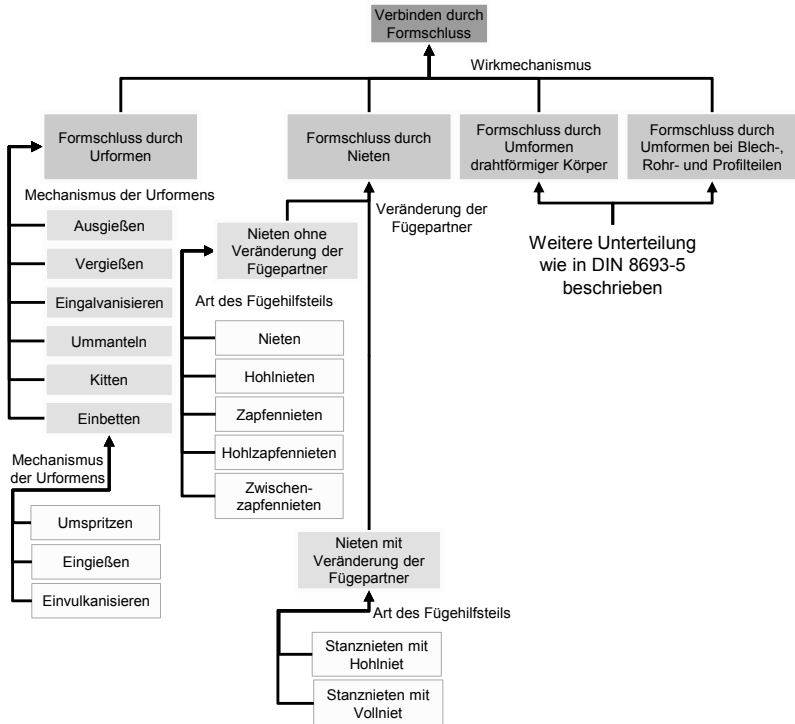 Verbinden durch
Formschluss
Wirkmechanismus
Formschluss durch
Urformen
Formschluss durch
Nieten
Formschluss durch
Umformen
drahtförmiger Körper
Formschluss durch
Umformen bei Blech-,
Rohr- und Profilteilen
Mechanismus der Urformens
Ausgießen
Vergießen
Eingalvanisieren
Ummanteln
Kitten
Einbetten
Mechanismus
der Urformens
Umspritzen
Eingießen
Einvulkanisieren
Veränderung der
Fügepartner
Nieten ohne
Veränderung der
Fügepartner
Art des Fügehilfsteils
Nieten
Hohlnieten
Zapfennieten
Hohlzapfennieten
Zwischen-
zapfennieten
Nieten mit
Veränderung der
Fügepartner
Art des Fügehilfsteils
Stanznieten mit
Hohlniet
Stanznieten mit
Vollniet
Weitere Unterteilung
wie in DIN 8693-5
beschrieben